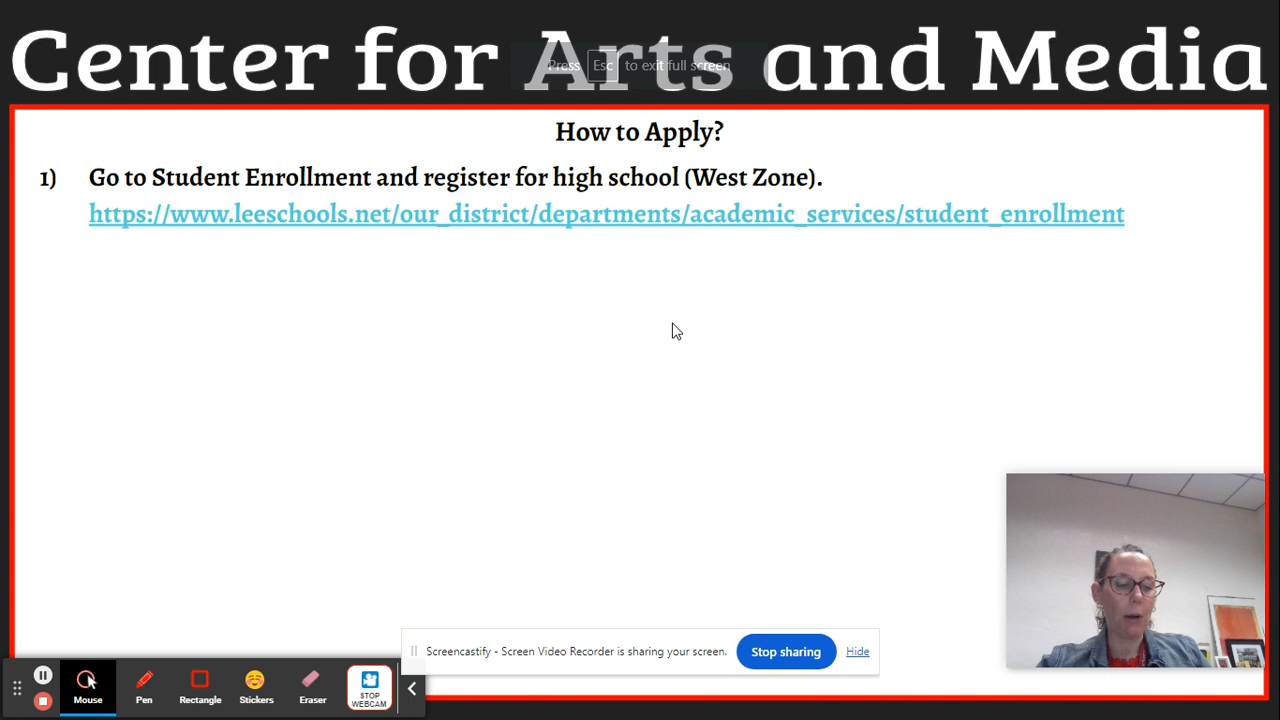 Center for Arts and Media
Press Esc to exit full screen
How to Apply?
1) Go to Student Enrollment and register for high school (West Zone).
https://www.leeschools.net/our_district/departments/academic_services/student_enrollment
Screencastify - Screen Video Recorder is sharing your screen. Stop sharing Hide
Mouse Pen Rectangle Stickers Eraser STOP
WEBCAM